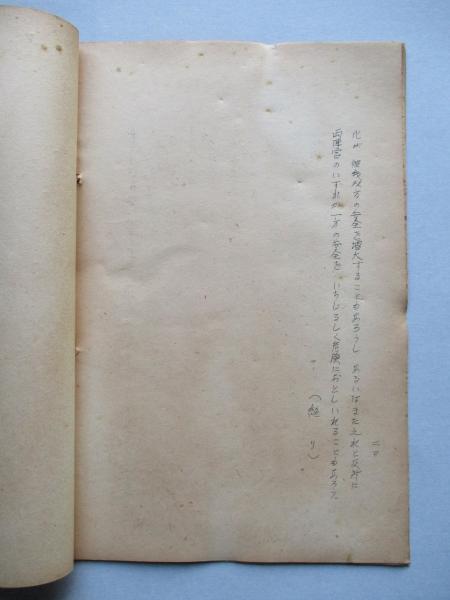 化が 彼我双方の安全を増大することもあろうし、あるいはまたこれと反対に
両陣営のいずれか一方の安全を、いちじるしく危険におとしいれることもあろう。
(終り)